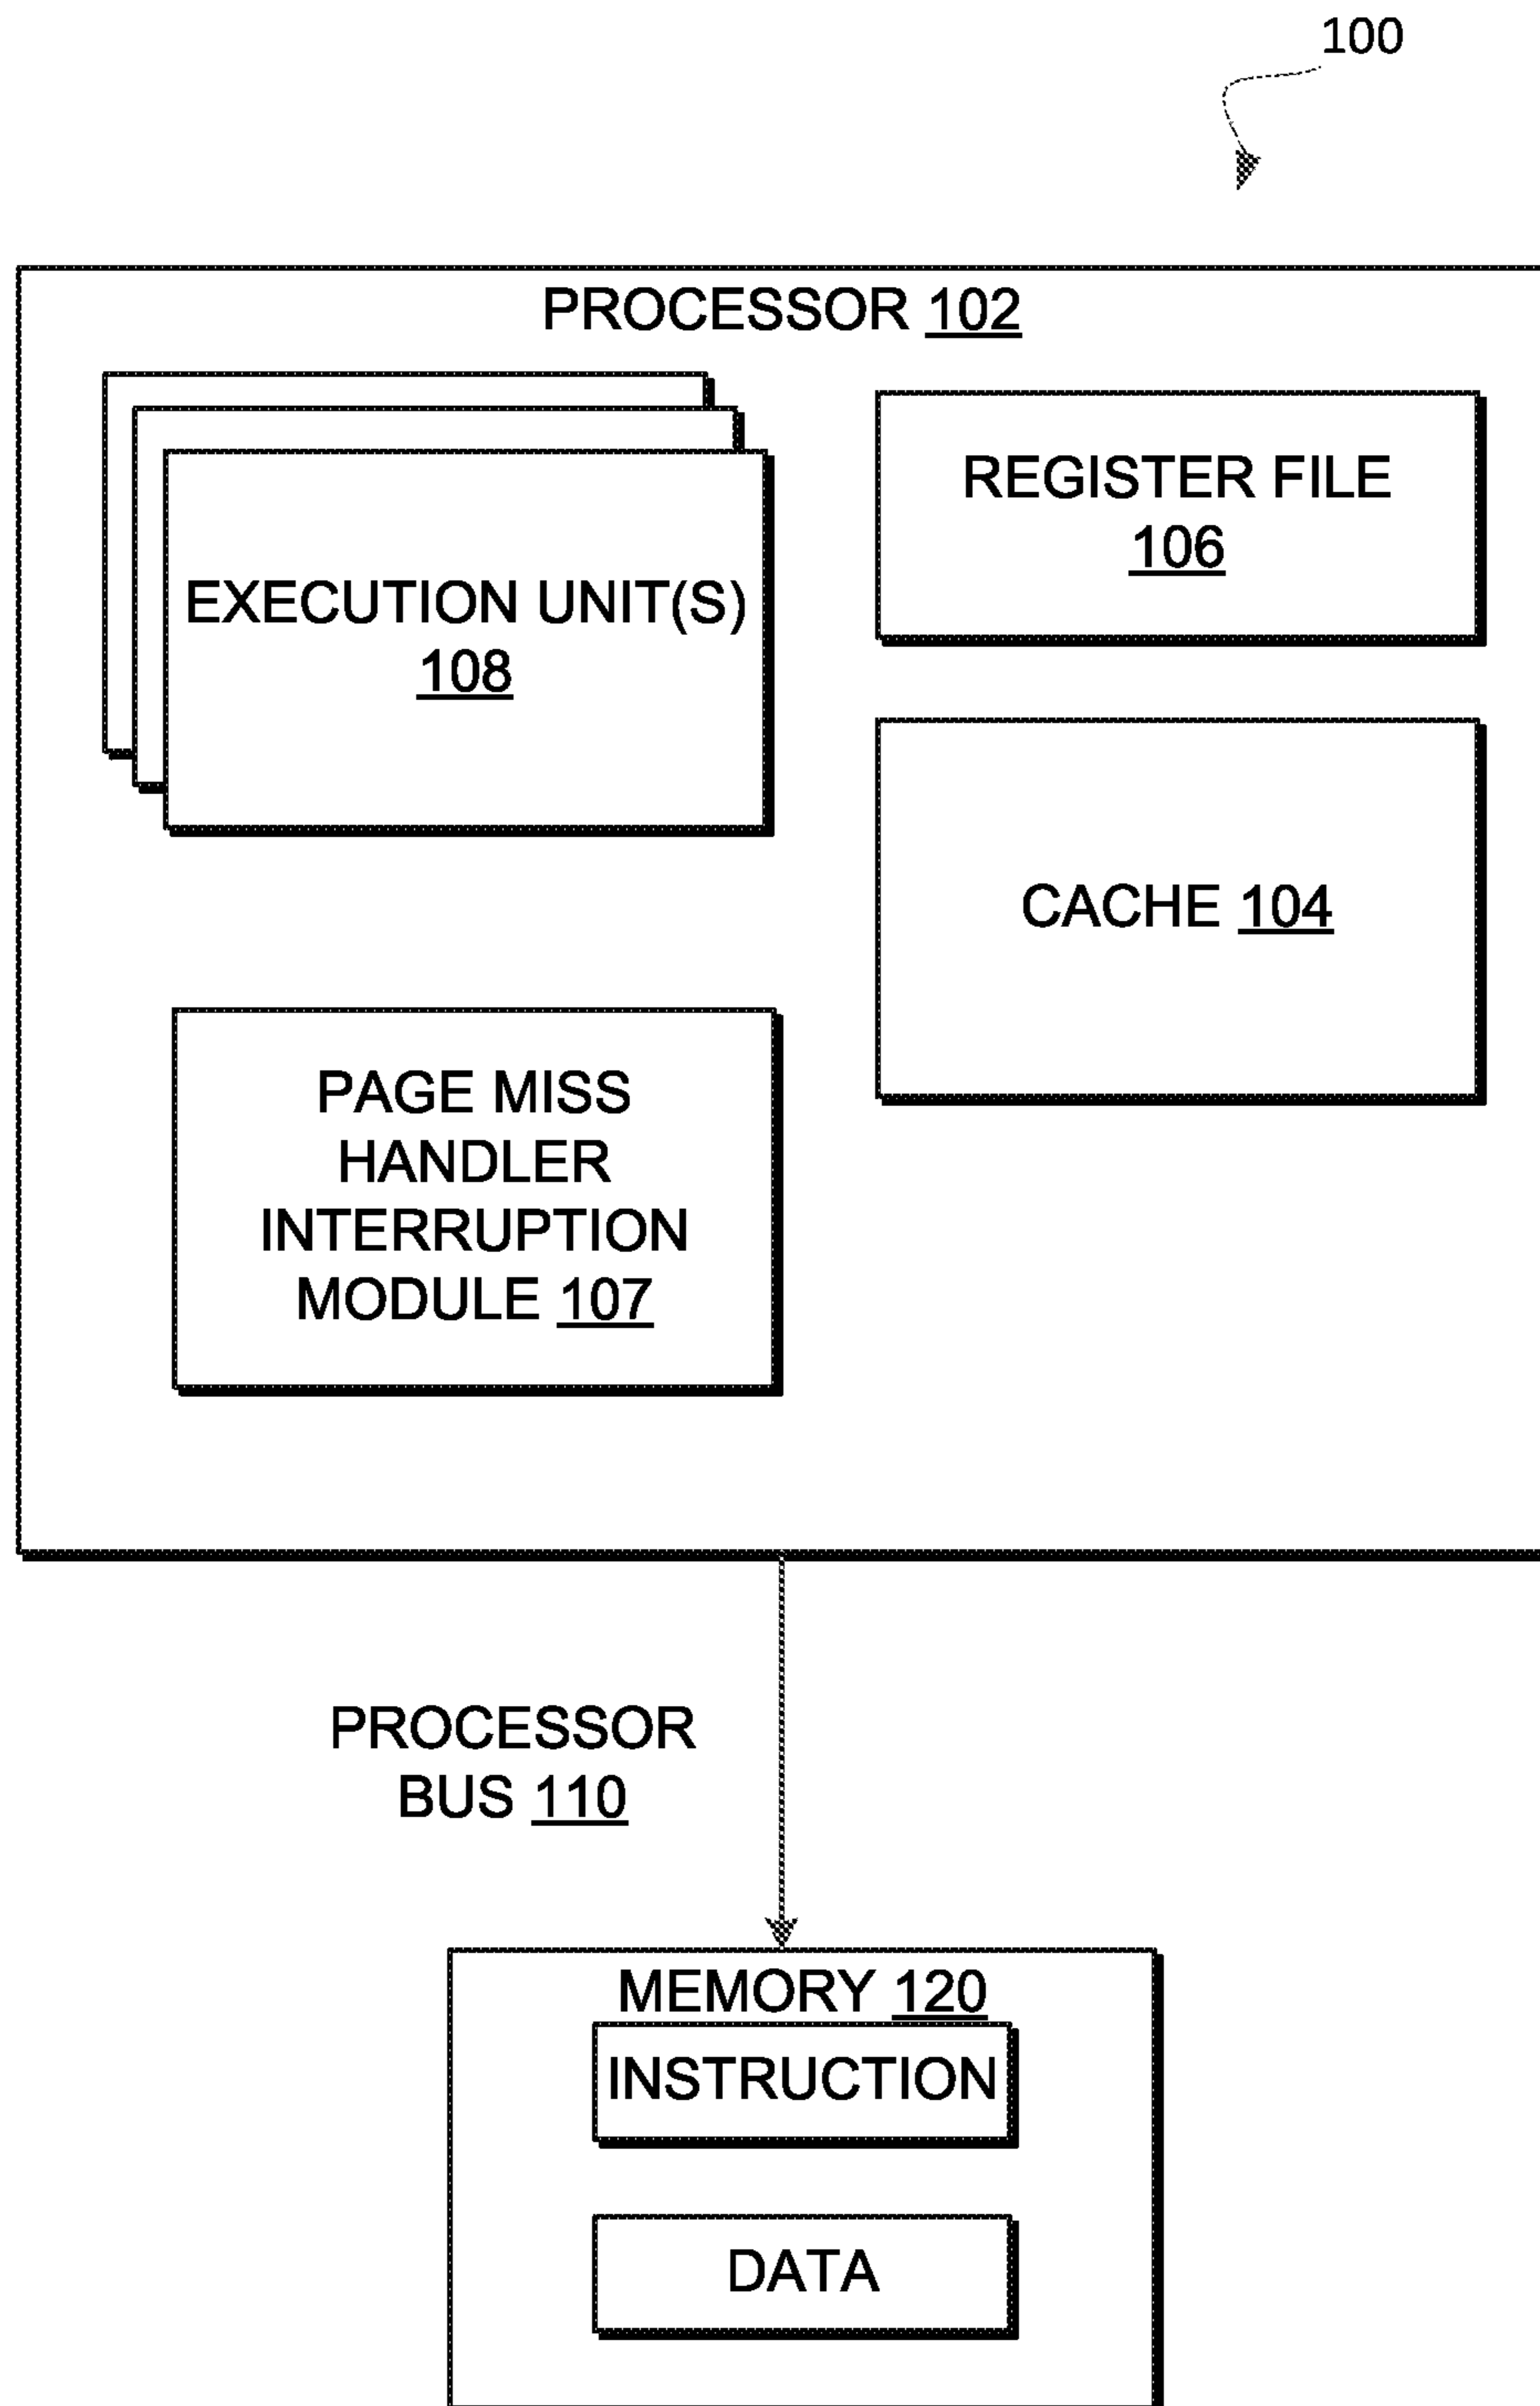 100
PROCESSOR 102
EXECUTION UNIT(S)
108
REGISTER FILE
106
CACHE 104
PAGE MISS
HANDLER
INTERRUPTION
MODULE 107
PROCESSOR
BUS 110
MEMORY 120
INSTRUCTION
DATA